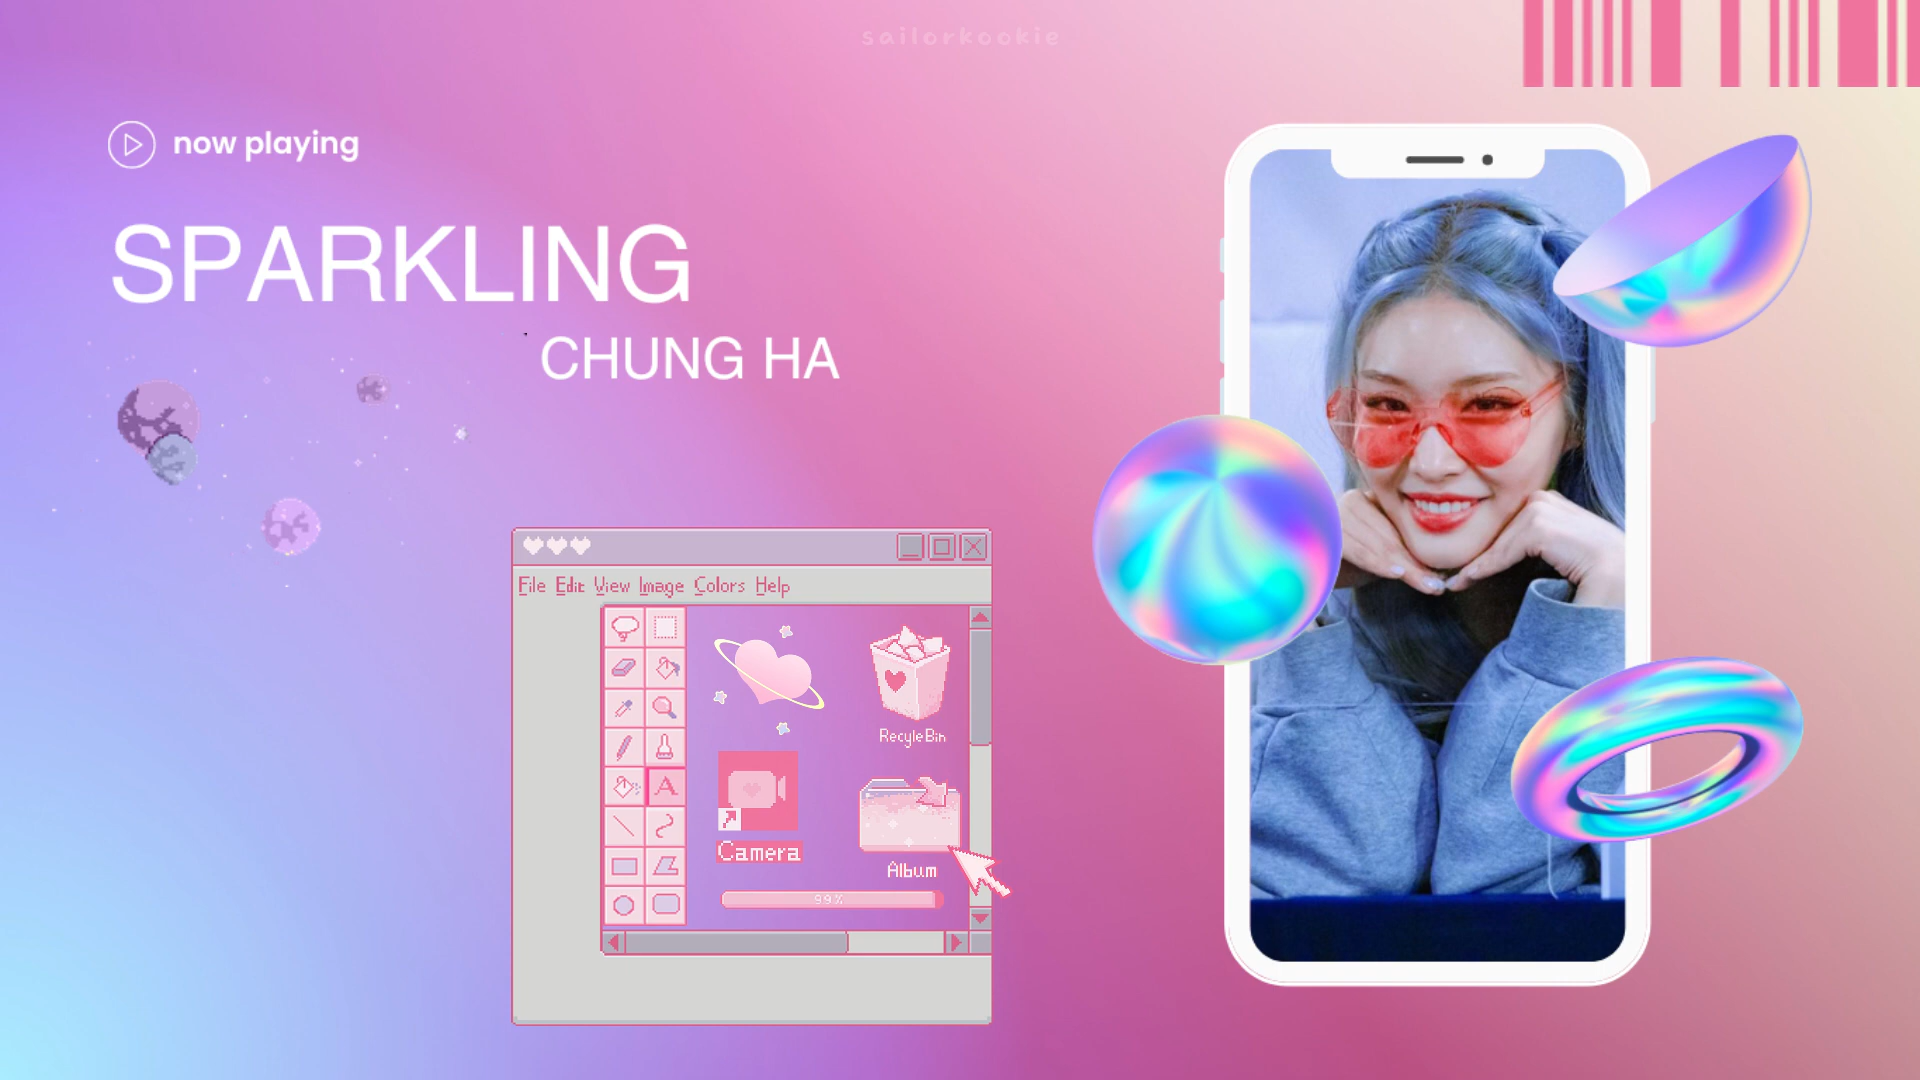 sailorkookie
now playing
SPARKLING
CHUNG HA
File Edit View Image Colors Help
A
RecyleBin
Camera
Album
99%